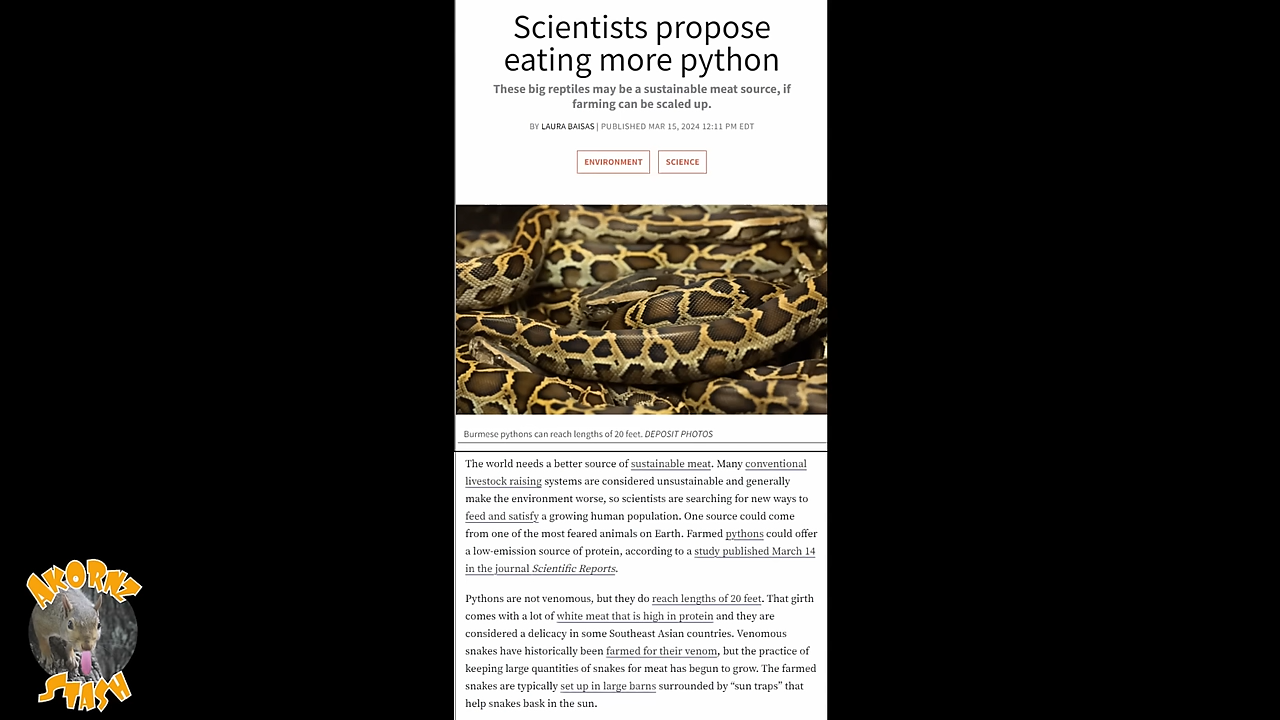 Scientists propose
eating more python
These big reptiles may be a sustainable meat source, if
farming can be scaled up.
BY LAURA BAISAS | PUBLISHED MAR 15, 2024 12:11 PM EDT
ENVIRONMENT SCIENCE
Burmese pythons can reach lengths of 20 feet. DEPOSIT PHOTOS
The world needs a better source of sustainable meat. Many conventional
livestock raising systems are considered unsustainable and generally
make the environment worse, so scientists are searching for new ways to
feed and satisfy a growing human population. One source could come
from one of the most feared animals on Earth. Farmed pythons could offer
a low-emission source of protein, according to a study published March 14
in the journal Scientific Reports.
Pythons are not venomous, but they do reach lengths of 20 feet. That girth
comes with a lot of white meat that is high in protein and they are
considered a delicacy in some Southeast Asian countries. Venomous
snakes have historically been farmed for their venom, but the practice of
keeping large quantities of snakes for meat has begun to grow. The farmed
snakes are typically set up in large barns surrounded by “sun traps” that
help snakes bask in the sun.
AKORNZ
STASH